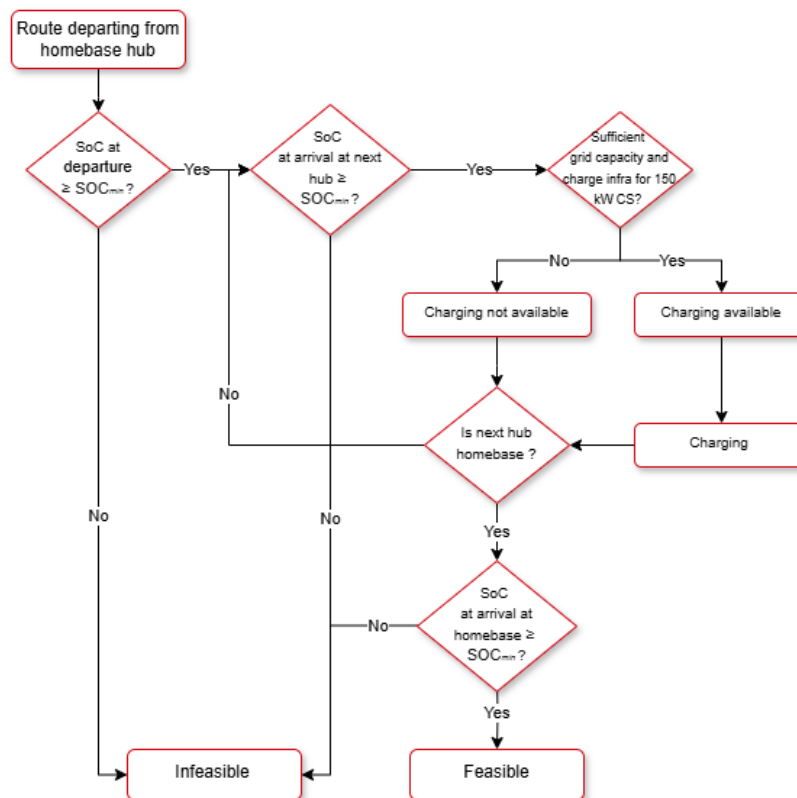 Route departing from
homebase hub
SoC at
departure
≥ SOCmin?
Yes
SoC
at arrival at next
hub ≥
SOCmin?
Yes
Sufficient
grid capacity and
charge infra for 150
kW CS?
No
Yes
Charging not available
Charging available
No
Is next hub
homebase ?
Charging
No
No
Yes
SoC
at arrival at
homebase ≥
SOCmin?
No
Yes
Infeasible
Feasible